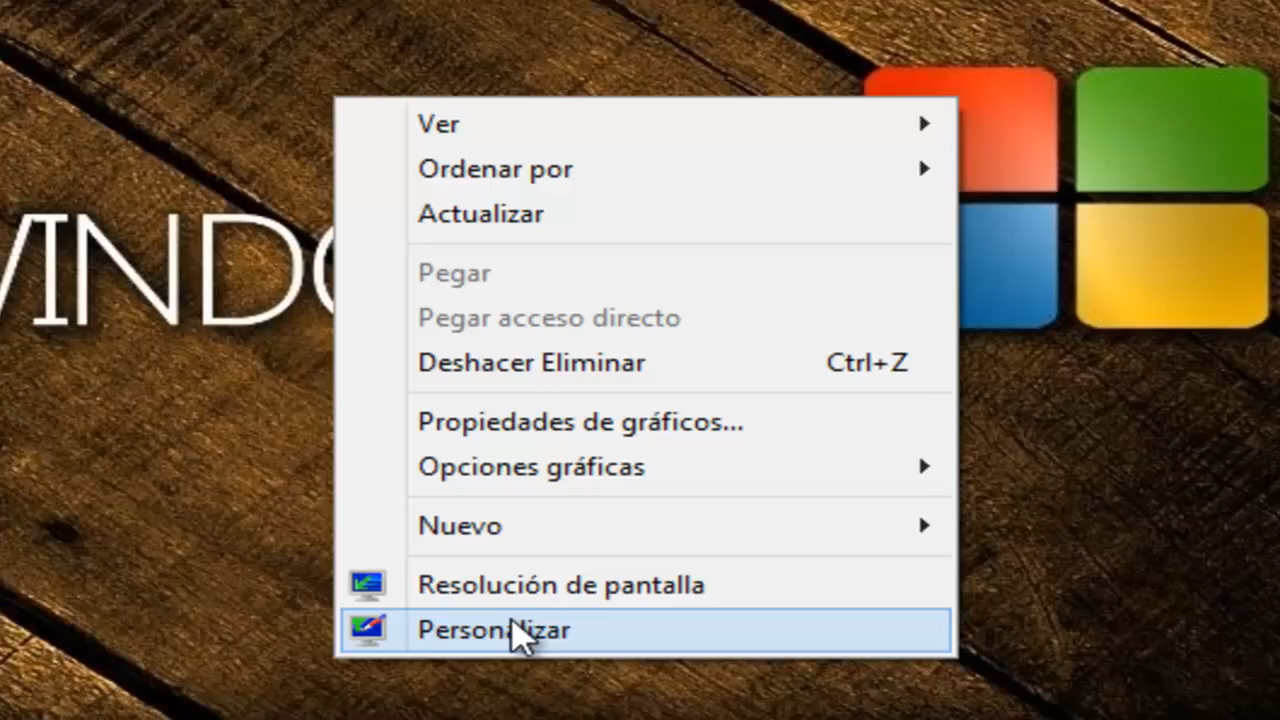 Ver
Ordenar por
Actualizar
Pegar
Pegar acceso directo
Deshacer Eliminar Ctrl+Z
Propiedades de gráficos...
Opciones gráficas
Nuevo
Resolución de pantalla
Personalizar